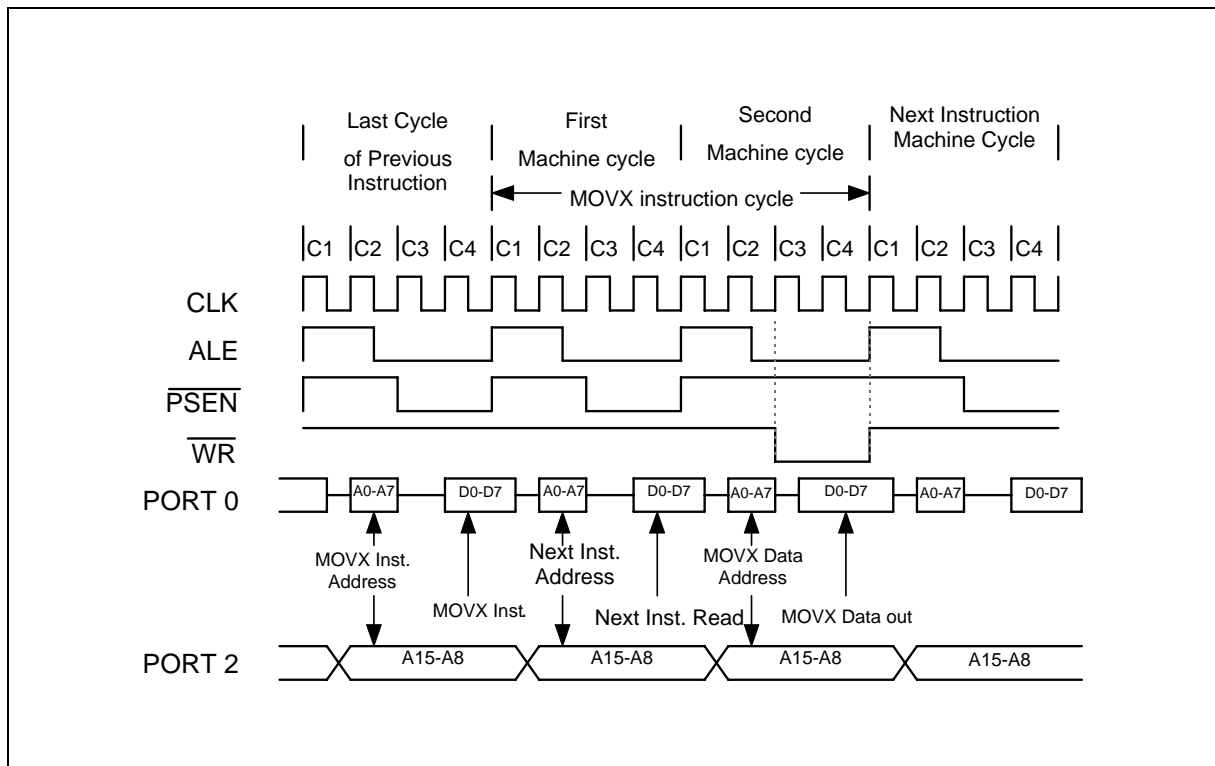 Last Cycle
of Previous
Instruction
First
Machine cycle
Second
Machine cycle
Next Instruction
Machine Cycle
MOVX instruction cycle
C1 C2 C3 C4 C1 C2 C3 C4 C1 C2 C3 C4 C1 C2 C3 C4
CLK
ALE
PSEN
WR
PORT 0
A0-A7 D0-D7 A0-A7 D0-D7 A0-A7 D0-D7 A0-A7 D0-D7
MOVX Inst.
Address
MOVX Inst.
Next Inst.
Address
Next Inst. Read
MOVX Data
Address
MOVX Data out
PORT 2
A15-A8 A15-A8 A15-A8 A15-A8